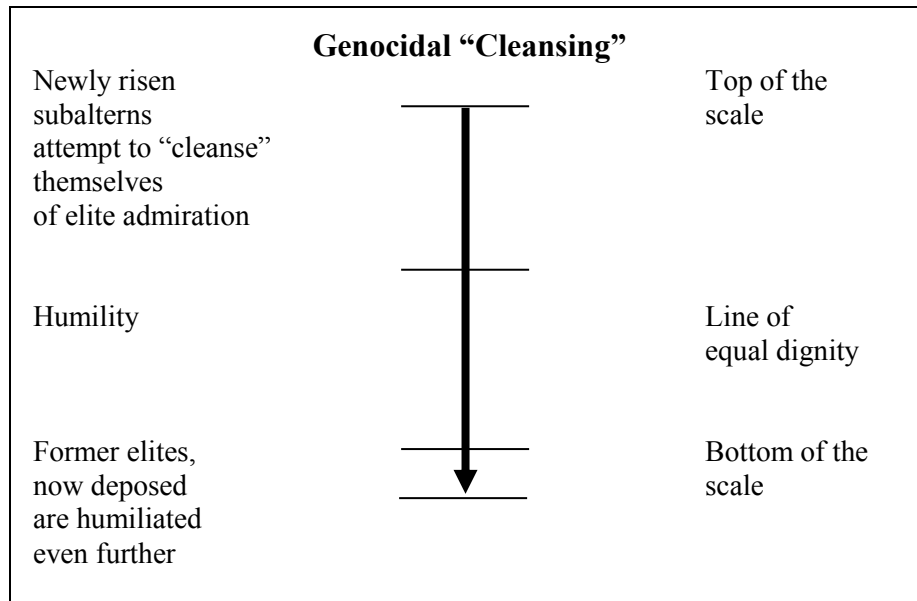 Genocidal “Cleansing”
Newly risen
subalterns
attempt to “cleanse”
themselves
of elite admiration
Top of the
scale
Humility
Line of
equal dignity
Former elites,
now deposed
are humiliated
even further
Bottom of the
scale